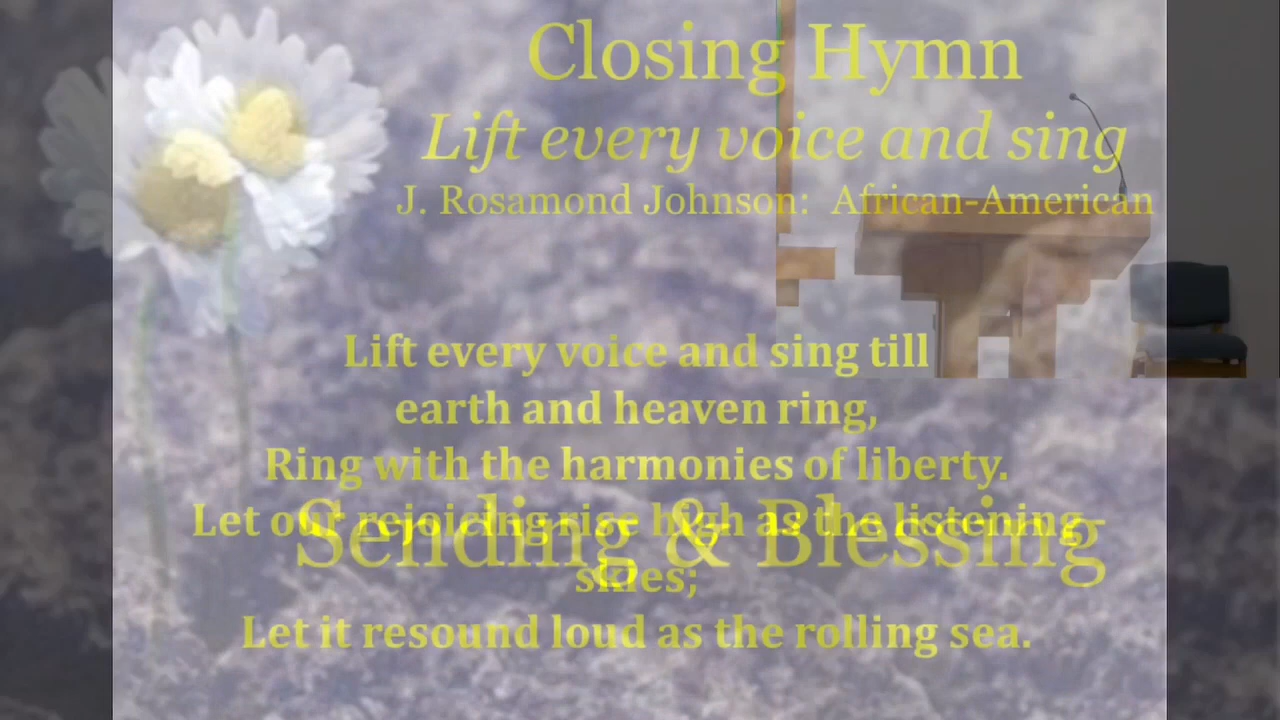 Closing Hymn
Lift every voice and sing
J. Rosamond Johnson: African-American
Lift every voice and sing till
earth and heaven ring,
Ring with the harmonies of liberty.
Let our rejoicing rise high as the listening
skies;
Sending & Blessing
Let it resound loud as the rolling sea.